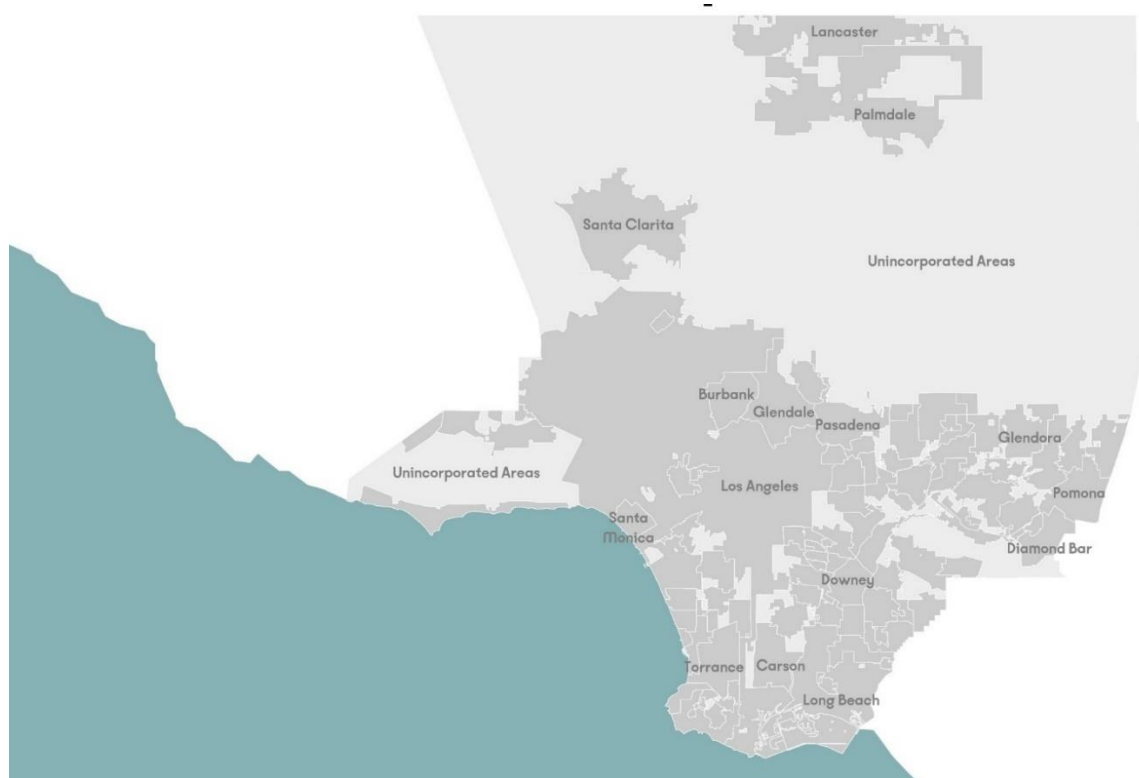 Lancaster
Palmdale
Santa Clarita
Unincorporated Areas
Burbank
Glendale
Pasadena
Glendora
Unincorporated Areas
Los Angeles
Pomona
Santa
Monica
Diamond Bar
Downey
Torrance
Carson
Long Beach